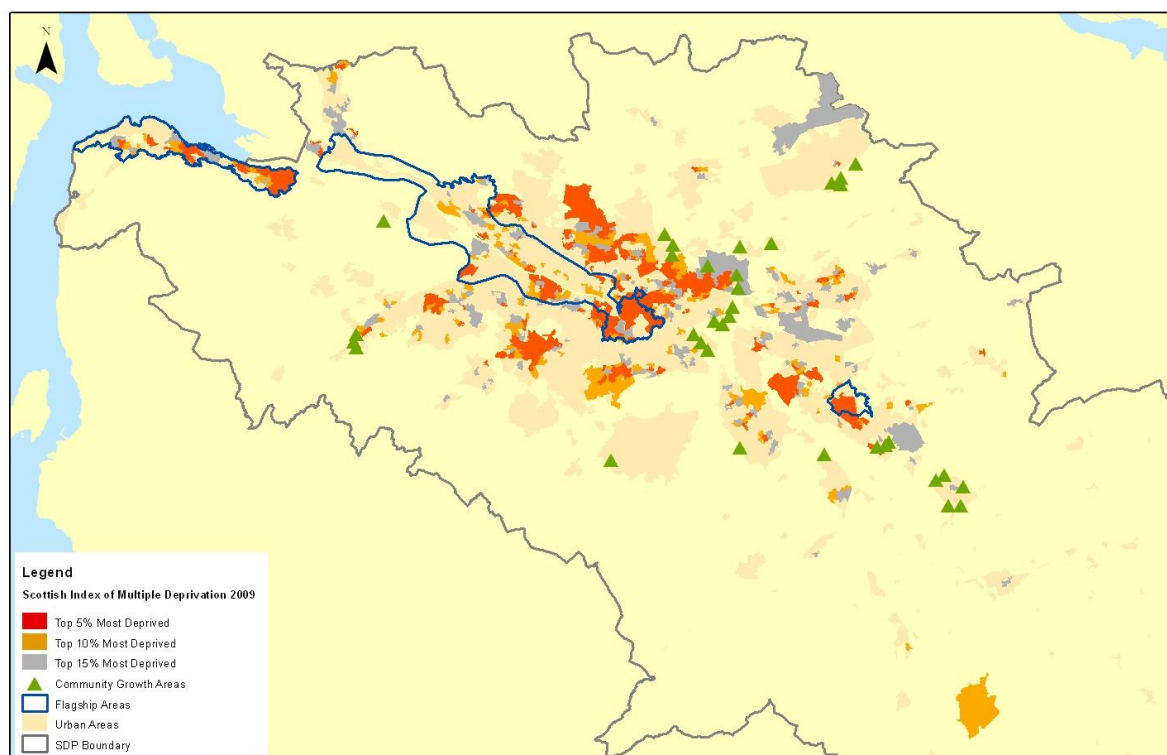 N
Legend
Scottish Index of Multiple Deprivation 2009
Top 5% Most Deprived
Top 10% Most Deprived
Top 15% Most Deprived
Community Growth Areas
Flagship Areas
Urban Areas
SDP Boundary